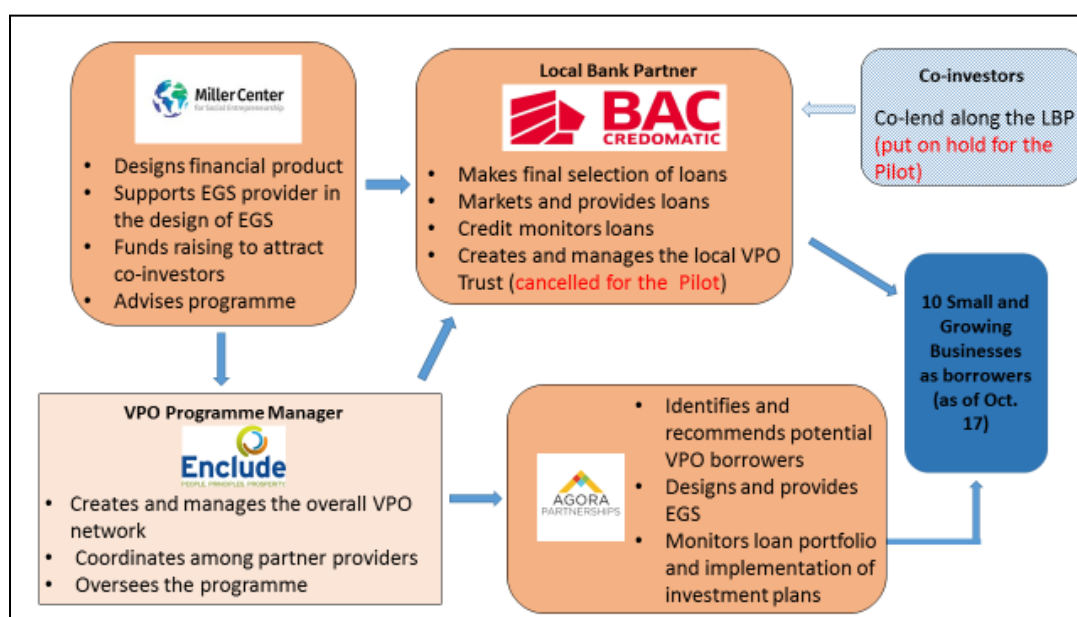 Miller Center
for Social Entrepreneurship
• Designs financial product
• Supports EGS provider in
the design of EGS
• Funds raising to attract
co-investors
• Advises programme
Local Bank Partner
BAC
CREDOMATIC
• Makes final selection of loans
• Markets and provides loans
• Credit monitors loans
• Creates and manages the local VPO
Trust (cancelled for the Pilot)
Co-investors
Co-lend along the LBP
(put on hold for the
Pilot)
10 Small and
Growing
Businesses
as borrowers
(as of Oct.
17)
VPO Programme Manager
Enclude
PEOPLE. PRINCIPLES. PROSPERITY.
• Creates and manages the overall VPO
network
• Coordinates among partner providers
• Oversees the programme
AGORA
PARTNERSHIPS
• Identifies and
recommends potential
VPO borrowers
• Designs and provides
EGS
• Monitors loan portfolio
and implementation of
investment plans